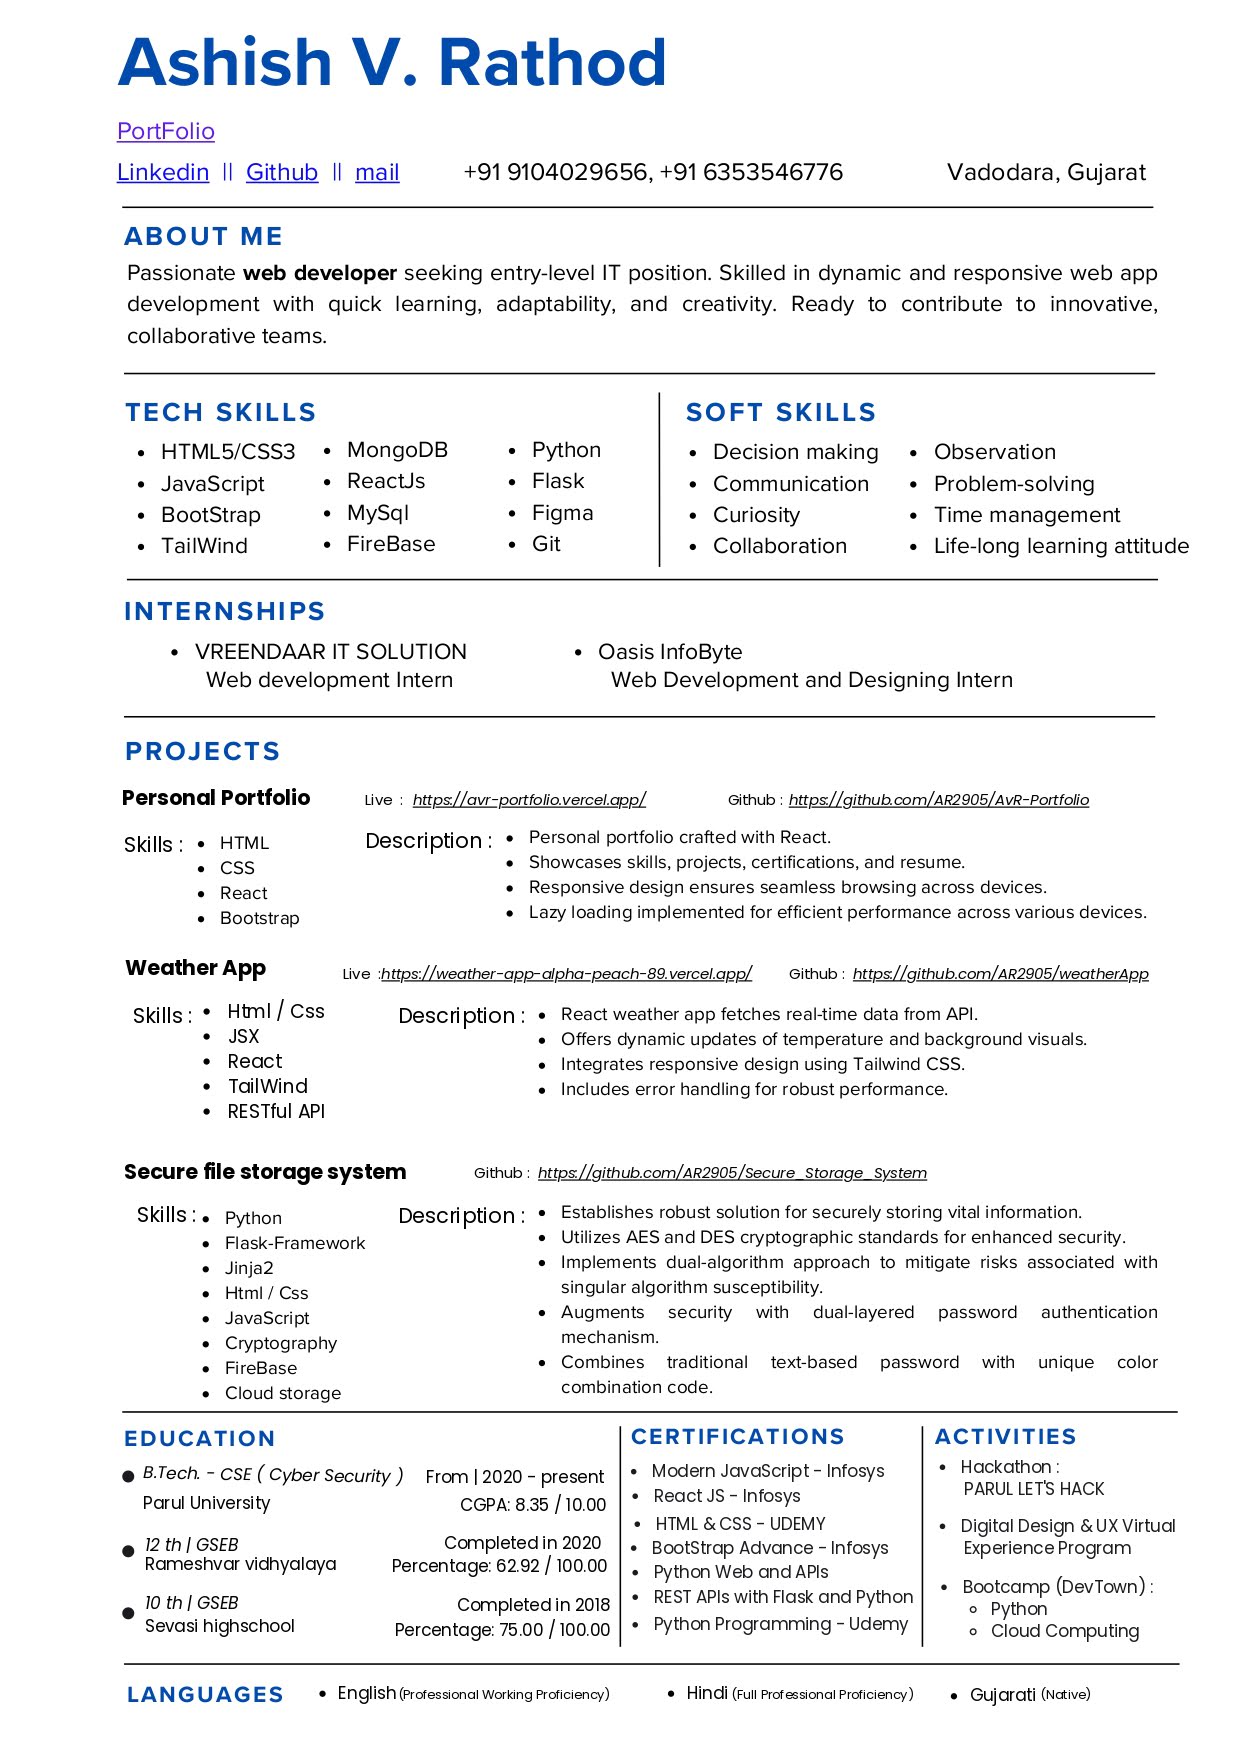 Ashish V. Rathod
PortFolio
Linkedin || Github || mail +91 9104029656, +91 6353546776 Vadodara, Gujarat
ABOUT ME
Passionate web developer seeking entry-level IT position. Skilled in dynamic and responsive web app
development with quick learning, adaptability, and creativity. Ready to contribute to innovative,
collaborative teams.
TECH SKILLS
• HTML5/CSS3
• JavaScript
• BootStrap
• TailWind
• MongoDB
• ReactJs
• MySql
• FireBase
• Python
• Flask
• Figma
• Git
SOFT SKILLS
• Decision making
• Communication
• Curiosity
• Collaboration
• Observation
• Problem-solving
• Time management
• Life-long learning attitude
INTERNSHIPS
• VREENDAAR IT SOLUTION
Web development Intern
• Oasis InfoByte
Web Development and Designing Intern
PROJECTS
Personal Portfolio Live : https://avr-portfolio.vercel.app/ Github : https://github.com/AR2905/AvR-Portfolio
Skills :
• HTML
• CSS
• React
• Bootstrap
Description :
• Personal portfolio crafted with React.
• Showcases skills, projects, certifications, and resume.
• Responsive design ensures seamless browsing across devices.
• Lazy loading implemented for efficient performance across various devices.
Weather App Live :https://weather-app-alpha-peach-89.vercel.app/ Github : https://github.com/AR2905/weatherApp
Skills :
• Html / Css
• JSX
• React
• TailWind
• RESTful API
Description :
• React weather app fetches real-time data from API.
• Offers dynamic updates of temperature and background visuals.
• Integrates responsive design using Tailwind CSS.
• Includes error handling for robust performance.
Secure file storage system Github : https://github.com/AR2905/Secure_Storage_System
Skills :
• Python
• Flask-Framework
• Jinja2
• Html / Css
• JavaScript
• Cryptography
• FireBase
• Cloud storage
Description :
• Establishes robust solution for securely storing vital information.
• Utilizes AES and DES cryptographic standards for enhanced security.
• Implements dual-algorithm approach to mitigate risks associated with
singular algorithm susceptibility.
• Augments security with dual-layered password authentication
mechanism.
• Combines traditional text-based password with unique color
combination code.
EDUCATION
• B.Tech. - CSE ( Cyber Security ) From | 2020 - present
Parul University CGPA: 8.35 / 10.00
• 12 th | GSEB Completed in 2020
Rameshvar vidhyalaya Percentage: 62.92 / 100.00
• 10 th | GSEB Completed in 2018
Sevasi highschool Percentage: 75.00 / 100.00
CERTIFICATIONS
• Modern JavaScript - Infosys
• React JS - Infosys
• HTML & CSS - UDEMY
• BootStrap Advance - Infosys
• Python Web and APIs
• REST APIs with Flask and Python
• Python Programming - Udemy
ACTIVITIES
• Hackathon :
PARUL LET'S HACK
• Digital Design & UX Virtual
Experience Program
• Bootcamp (DevTown) :
◦ Python
◦ Cloud Computing
LANGUAGES • English (Professional Working Proficiency) • Hindi (Full Professional Proficiency) • Gujarati (Native)